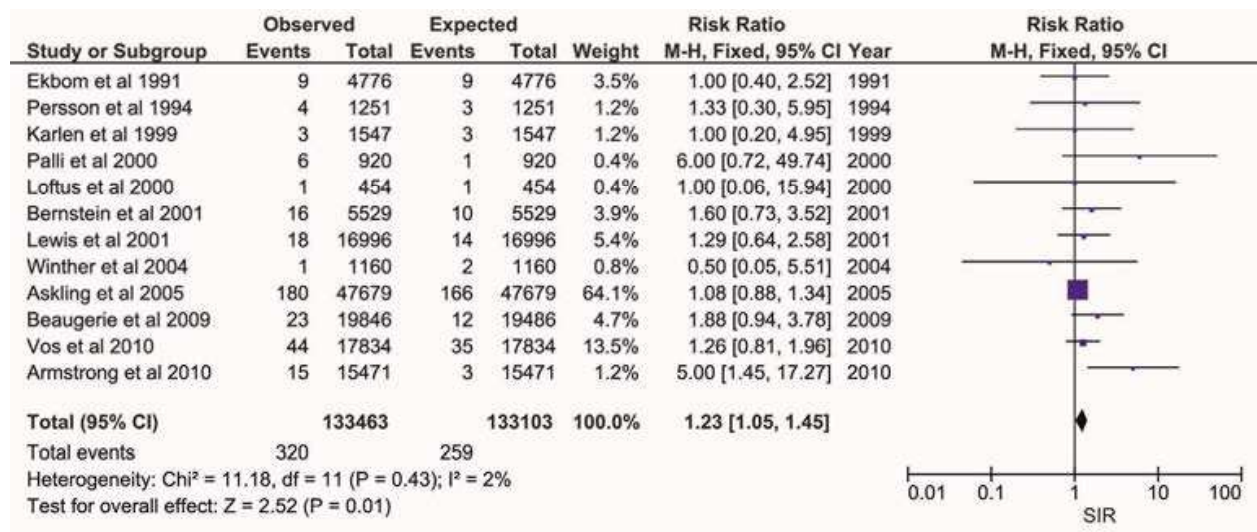 Observed Expected Risk Ratio Risk Ratio
Study or Subgroup Events Total Events Total Weight M-H, Fixed, 95% CI Year M-H, Fixed, 95% CI
Ekbom et al 1991 9 4776 9 4776 3.5% 1.00 [0.40, 2.52] 1991
Persson et al 1994 4 1251 3 1251 1.2% 1.33 [0.30, 5.95] 1994
Karlen et al 1999 3 1547 3 1547 1.2% 1.00 [0.20, 4.95] 1999
Palli et al 2000 6 920 1 920 0.4% 6.00 [0.72, 49.74] 2000
Loftus et al 2000 1 454 1 454 0.4% 1.00 [0.06, 15.94] 2000
Bernstein et al 2001 16 5529 10 5529 3.9% 1.60 [0.73, 3.52] 2001
Lewis et al 2001 18 16996 14 16996 5.4% 1.29 [0.64, 2.58] 2001
Winther et al 2004 1 1160 2 1160 0.8% 0.50 [0.05, 5.51] 2004
Askling et al 2005 180 47679 166 47679 64.1% 1.08 [0.88, 1.34] 2005
Beaugerie et al 2009 23 19846 12 19486 4.7% 1.88 [0.94, 3.78] 2009
Vos et al 2010 44 17834 35 17834 13.5% 1.26 [0.81, 1.96] 2010
Armstrong et al 2010 15 15471 3 15471 1.2% 5.00 [1.45, 17.27] 2010
Total (95% CI) 133463 133103 100.0% 1.23 [1.05, 1.45]
Total events 320 259
Heterogeneity: Chi² = 11.18, df = 11 (P = 0.43); I² = 2%
Test for overall effect: Z = 2.52 (P = 0.01)
0.01 0.1 1 10 100
SIR